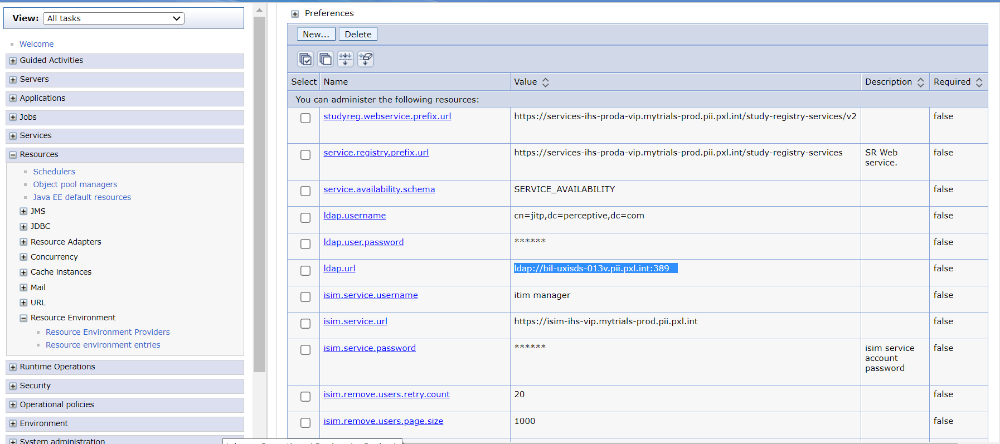 View: All tasks
Welcome
Guided Activities
Servers
Applications
Jobs
Services
Resources
Schedulers
Object pool managers
Java EE default resources
JMS
JDBC
Resource Adapters
Concurrency
Cache instances
Mail
URL
Resource Environment
Resource Environment Providers
Resource environment entries
Runtime Operations
Security
Operational policies
Environment
System administration
Preferences
New... Delete
Select Name Value Description Required
You can administer the following resources:
studyreg.webservice.prefix.url https://services-ihs-proda-vip.mytrials-prod.pii.pxl.int/study-registry-services/v2 false
service.registry.prefix.url https://services-ihs-proda-vip.mytrials-prod.pii.pxl.int/study-registry-services SR Web false
service.
service.availability.schema SERVICE_AVAILABILITY false
ldap.username cn=jitp,dc=perceptive,dc=com false
ldap.user.password ****** false
ldap.url ldap://bil-uxisds-013v.pii.pxl.int:389 false
isim.service.username itim manager false
isim.service.url https://isim-ihs-vip.mytrials-prod.pii.pxl.int false
isim.service.password ****** isim service false
account
password
isim.remove.users.retry.count 20 false
isim.remove.users.page.size 1000 false